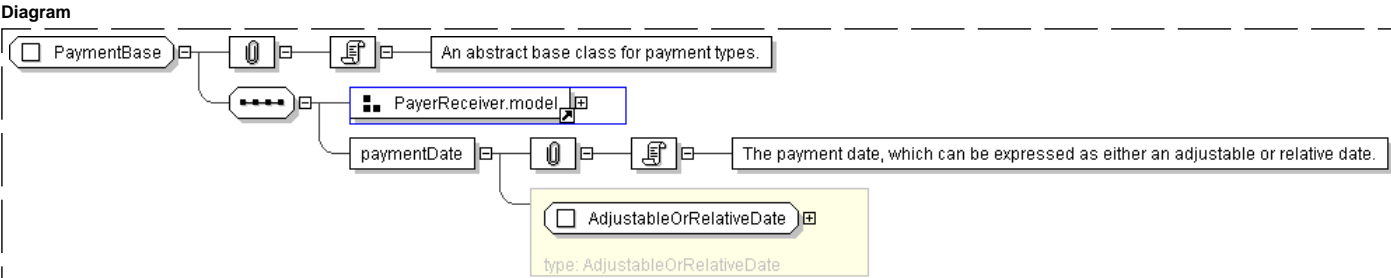 Diagram
PaymentBase
An abstract base class for payment types.
PayerReceiver.model
paymentDate
The payment date, which can be expressed as either an adjustable or relative date.
AdjustableOrRelativeDate
type: AdjustableOrRelativeDate